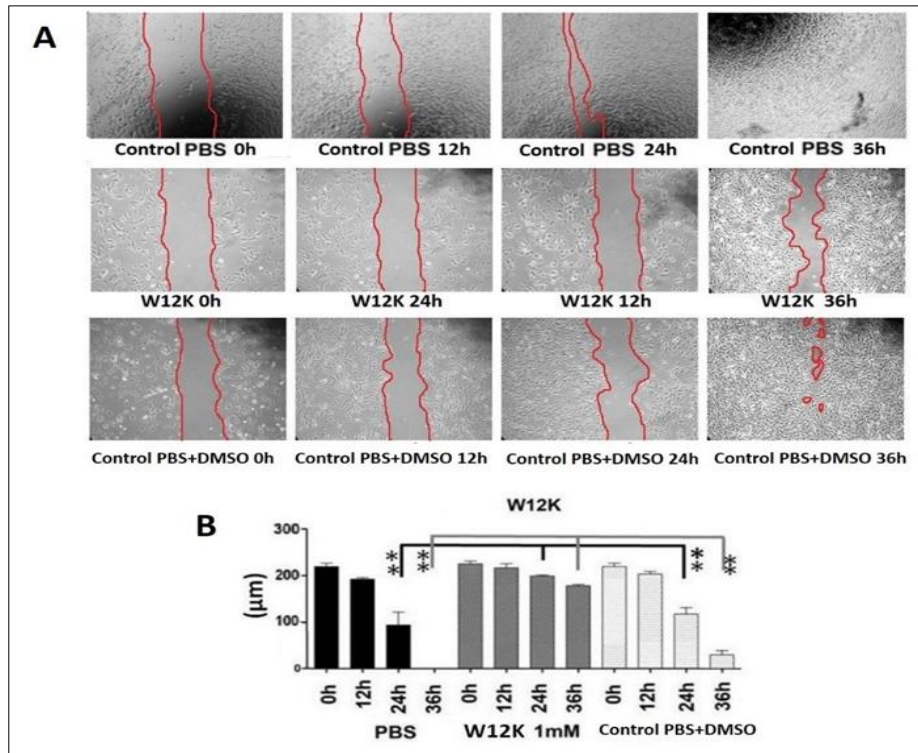 A
Control PBS 0h
Control PBS 12h
Control PBS 24h
Control PBS 36h
W12K 0h
W12K 24h
W12K 12h
W12K 36h
Control PBS+DMSO 0h
Control PBS+DMSO 12h
Control PBS+DMSO 24h
Control PBS+DMSO 36h
B
W12K
(μm)
300
200
100
0
**
**
**
**
0h
12h
24h
36h
0h
12h
24h
36h
0h
12h
24h
36h
PBS
W12K 1mM
Control PBS+DMSO